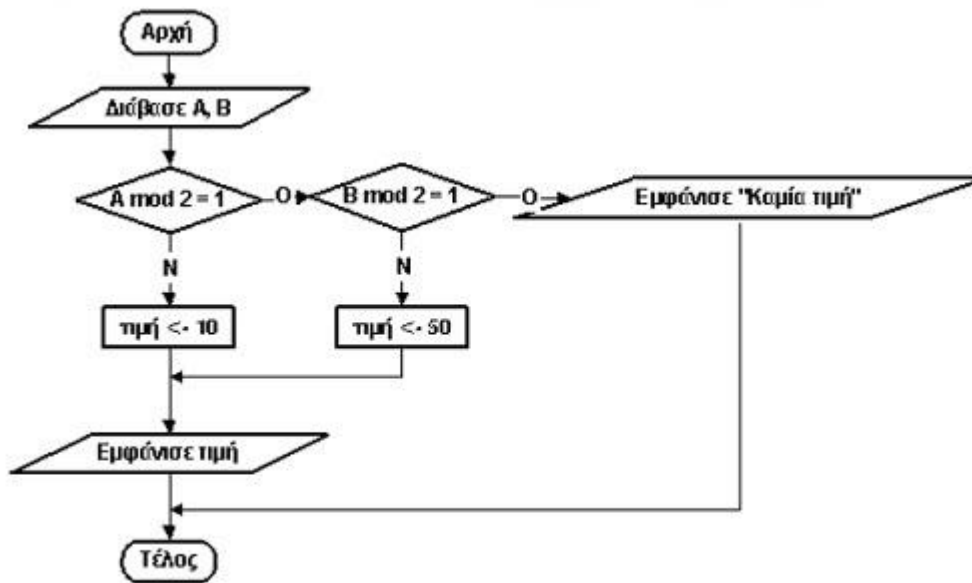 Αρχή
Διάβασε Α, Β
A mod 2 = 1
Ο
B mod 2 = 1
Ο
Εμφάνισε "Καμία τιμή"
Ν
Ν
τιμή <- 10
τιμή <- 50
Εμφάνισε τιμή
Τέλος